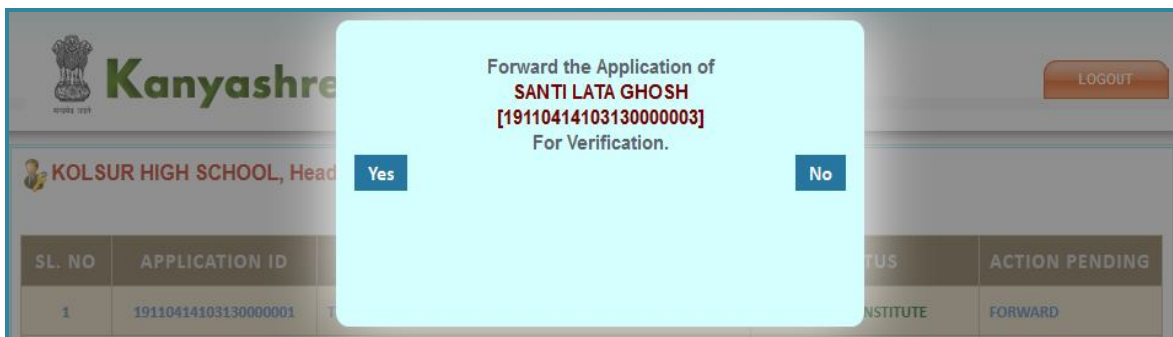 Kanyashre
LOGOUT
Forward the Application of
SANTI LATA GHOSH
[19110414103130000003]
For Verification.
Yes
No
KOLSUR HIGH SCHOOL, Head
SL. NO APPLICATION ID TUS ACTION PENDING
1 19110414103130000001 T NSTITUTE FORWARD